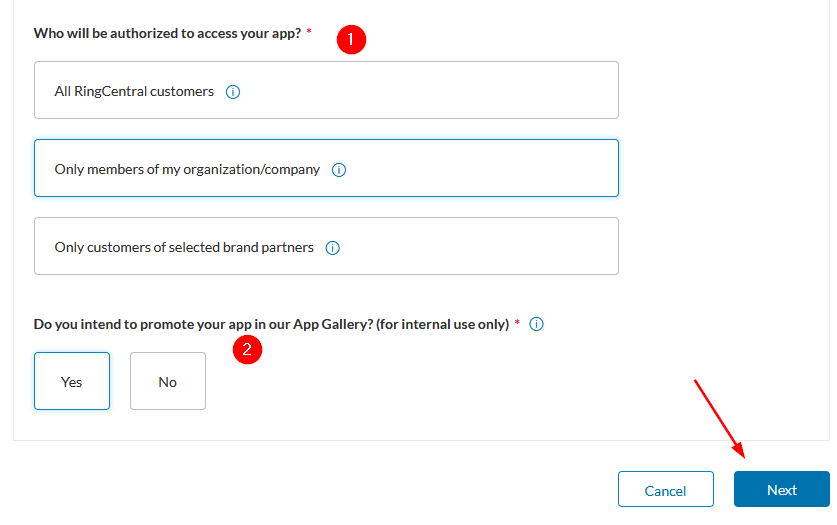 Who will be authorized to access your app? *
1
All RingCentral customers
Only members of my organization/company
Only customers of selected brand partners
Do you intend to promote your app in our App Gallery? (for internal use only) *
2
Yes
No
Cancel
Next